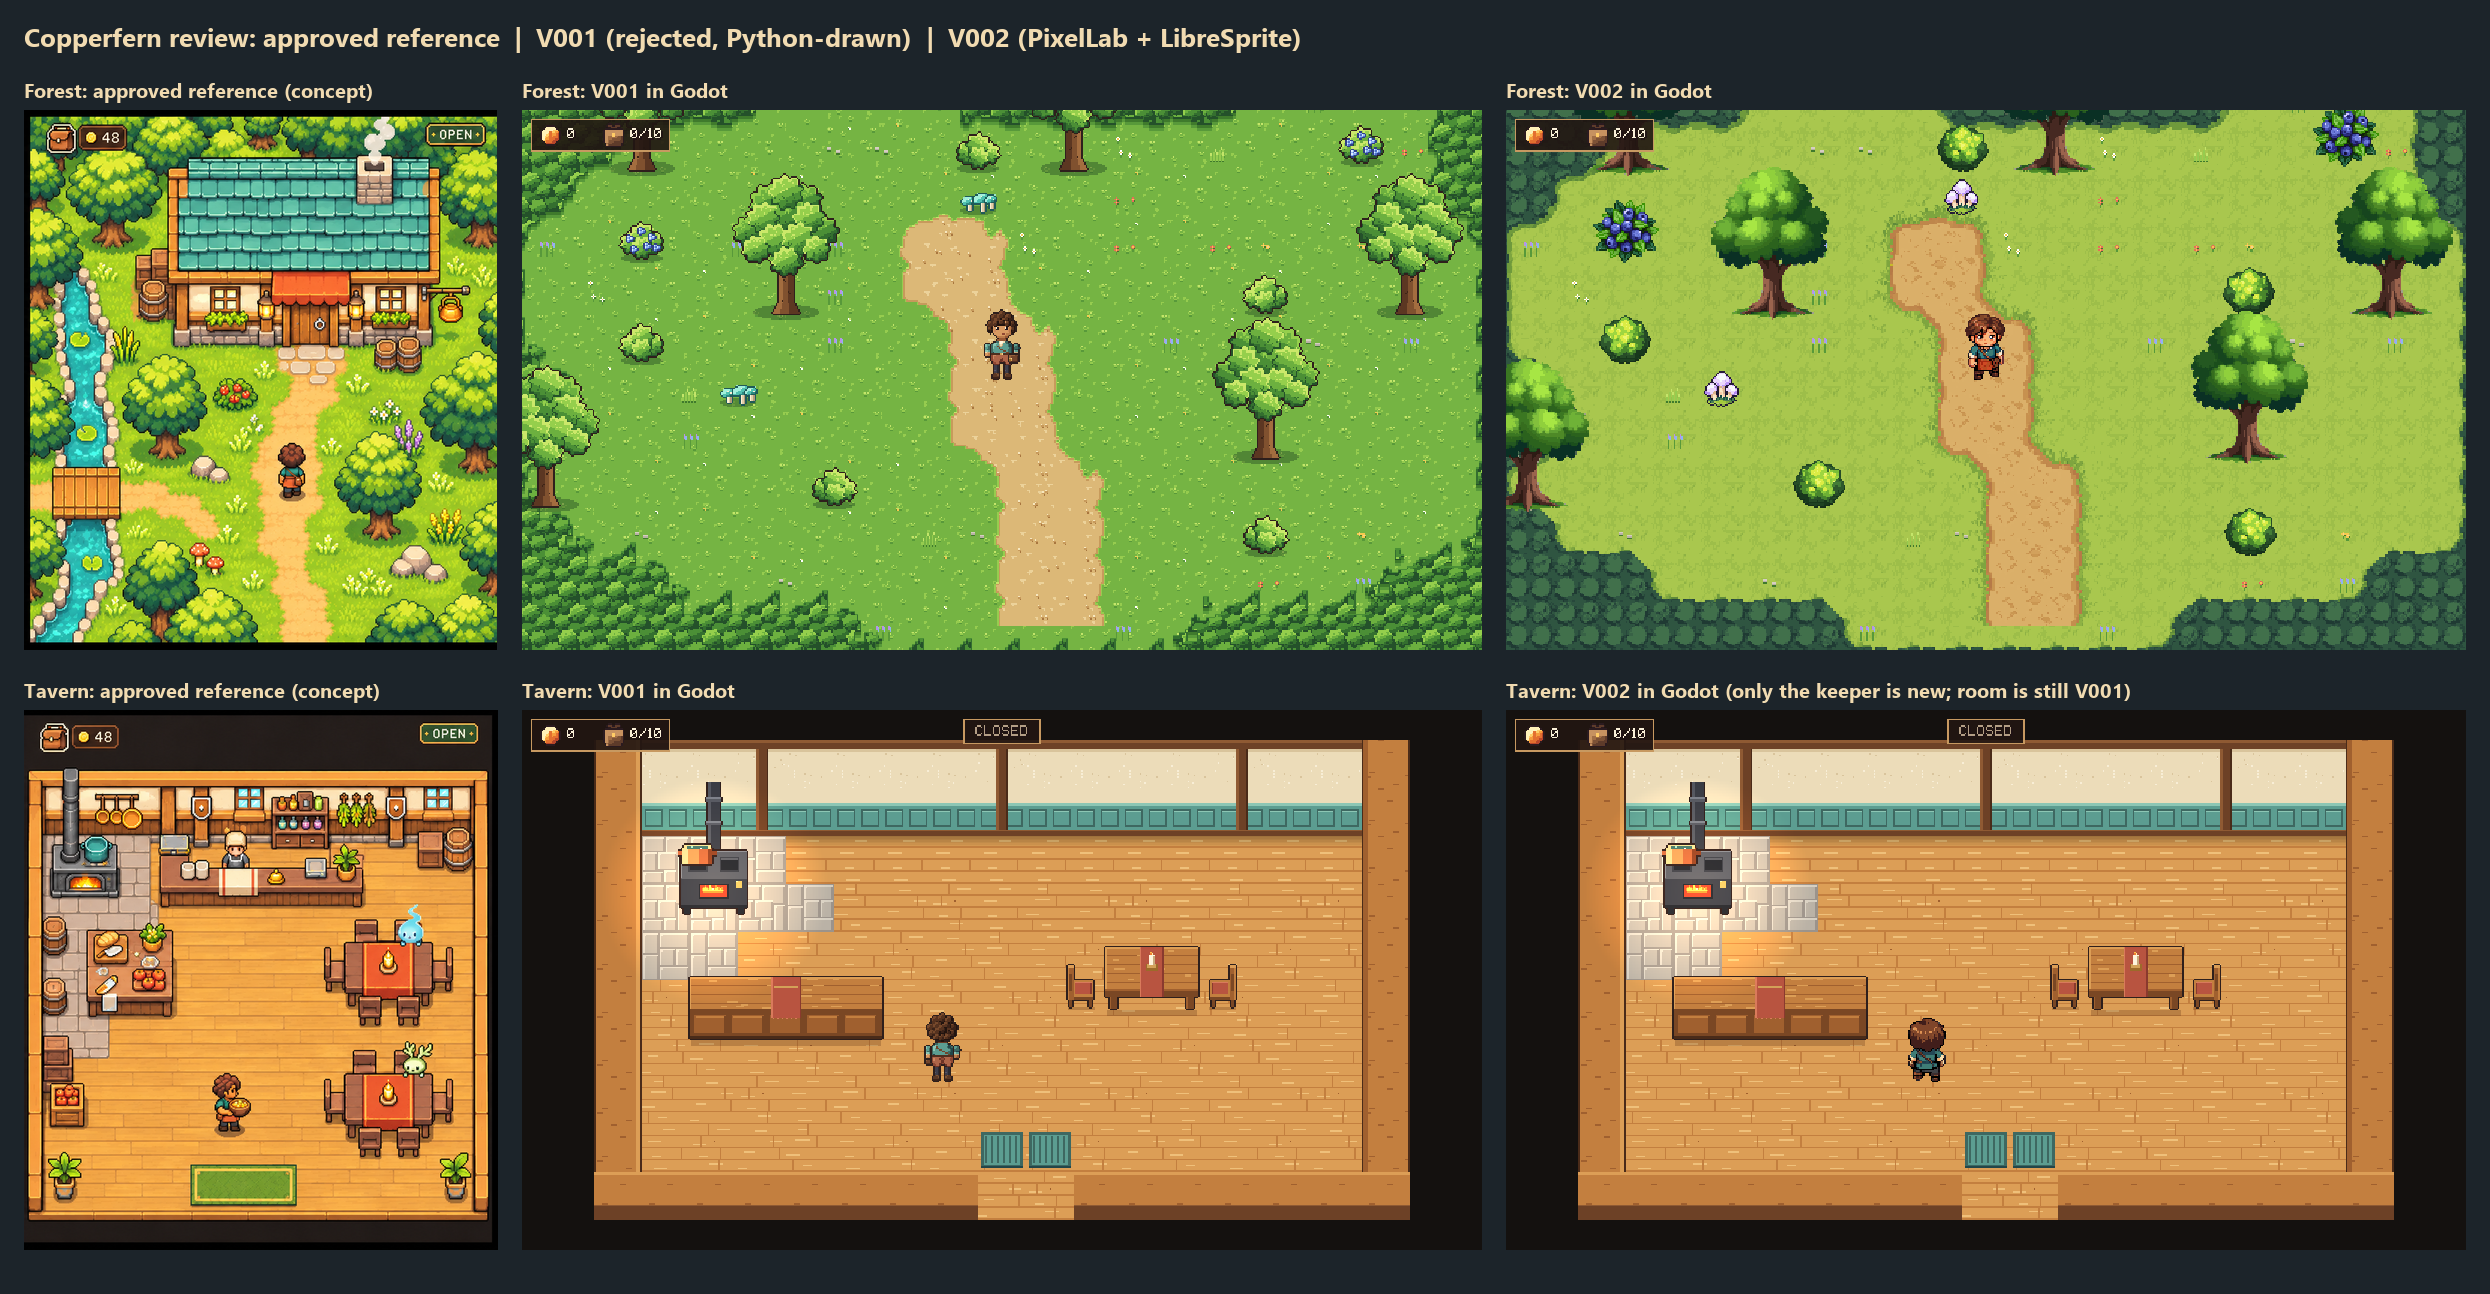 Copperfern review: approved reference | V001 (rejected, Python-drawn) | V002 (PixelLab + LibreSprite)
Forest: approved reference (concept)
Forest: V001 in Godot
Forest: V002 in Godot
48
OPEN
0 0/10
0 0/10
Tavern: approved reference (concept)
Tavern: V001 in Godot
Tavern: V002 in Godot (only the keeper is new; room is still V001)
48
OPEN
0 0/10
CLOSED
0 0/10
CLOSED